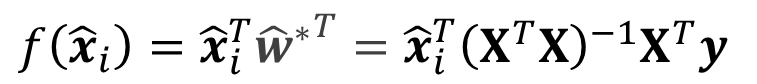 f(x̂ᵢ) = x̂ᵢᵀŵ*ᵀ = x̂ᵢᵀ(𝐗ᵀ𝐗)⁻¹𝐗ᵀy